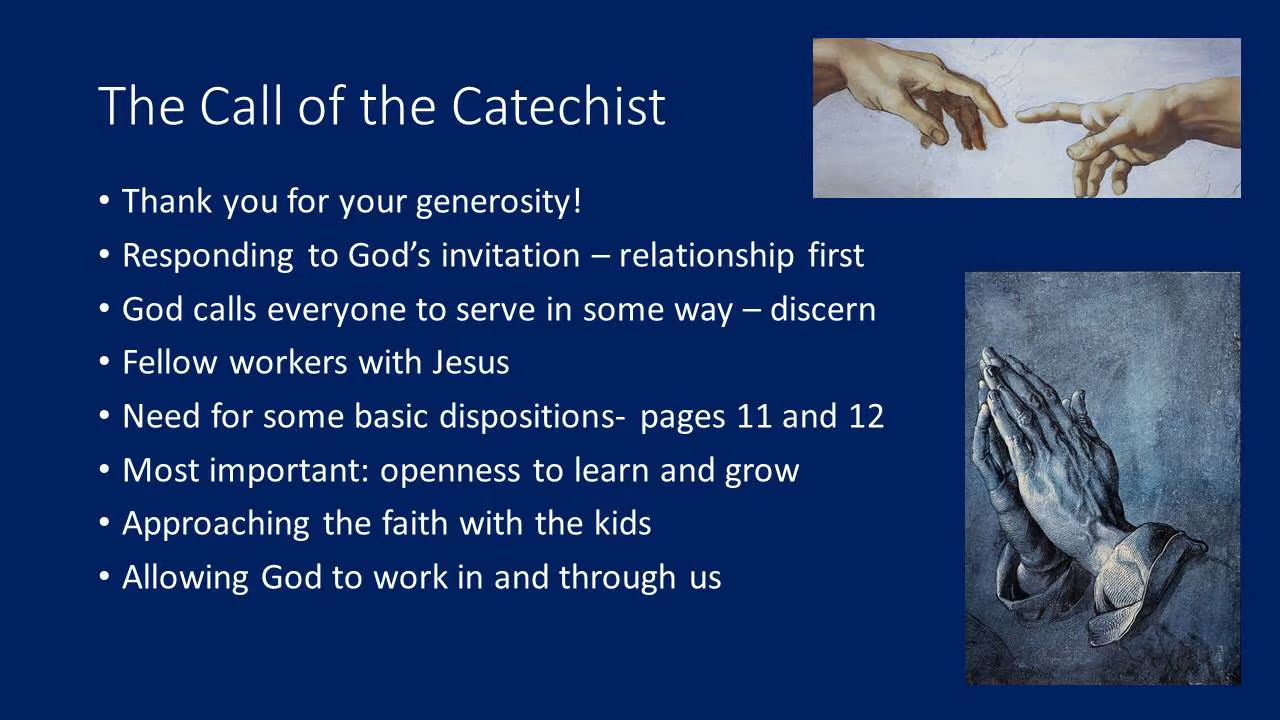 The Call of the Catechist
• Thank you for your generosity!
• Responding to God’s invitation – relationship first
• God calls everyone to serve in some way – discern
• Fellow workers with Jesus
• Need for some basic dispositions- pages 11 and 12
• Most important: openness to learn and grow
• Approaching the faith with the kids
• Allowing God to work in and through us